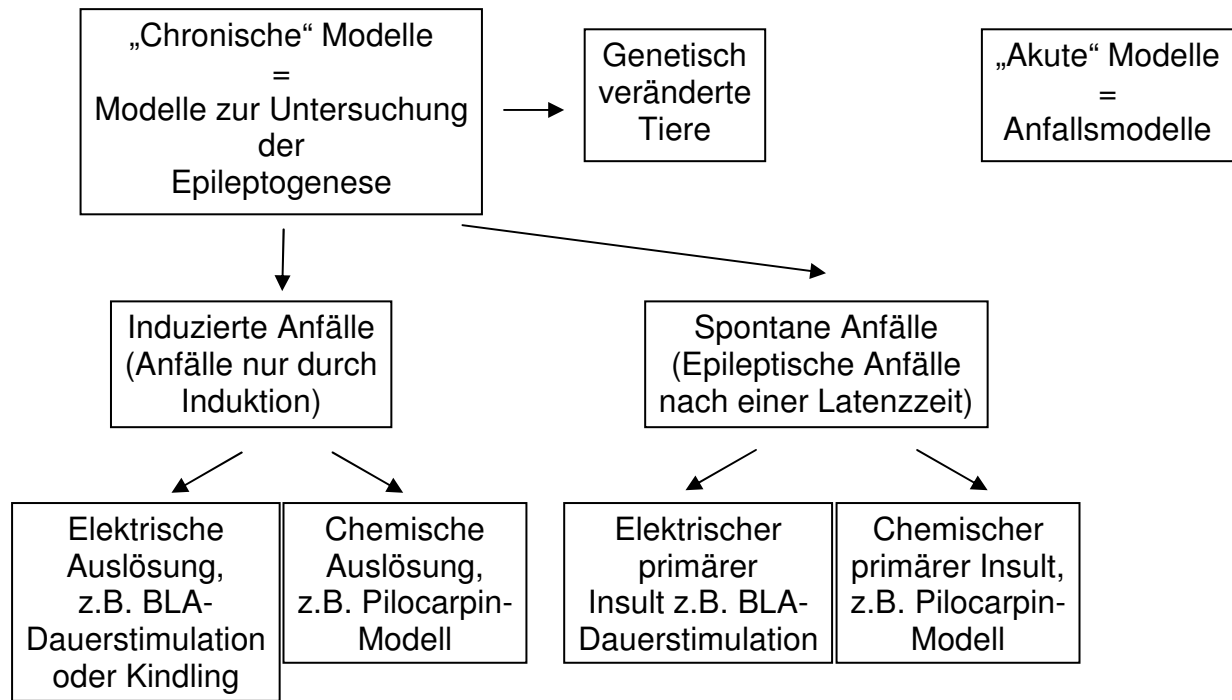 „Chronische“ Modelle
=
Modelle zur Untersuchung
der
Epileptogenese
Genetisch
veränderte
Tiere
„Akute“ Modelle
=
Anfallsmodelle
Induzierte Anfälle
(Anfälle nur durch
Induktion)
Spontane Anfälle
(Epileptische Anfälle
nach einer Latenzzeit)
Elektrische
Auslösung,
z.B. BLA-
Dauerstimulation
oder Kindling
Chemische
Auslösung,
z.B. Pilocarpin-
Modell
Elektrischer
primärer
Insult z.B. BLA-
Dauerstimulation
Chemischer
primärer Insult,
z.B. Pilocarpin-
Modell